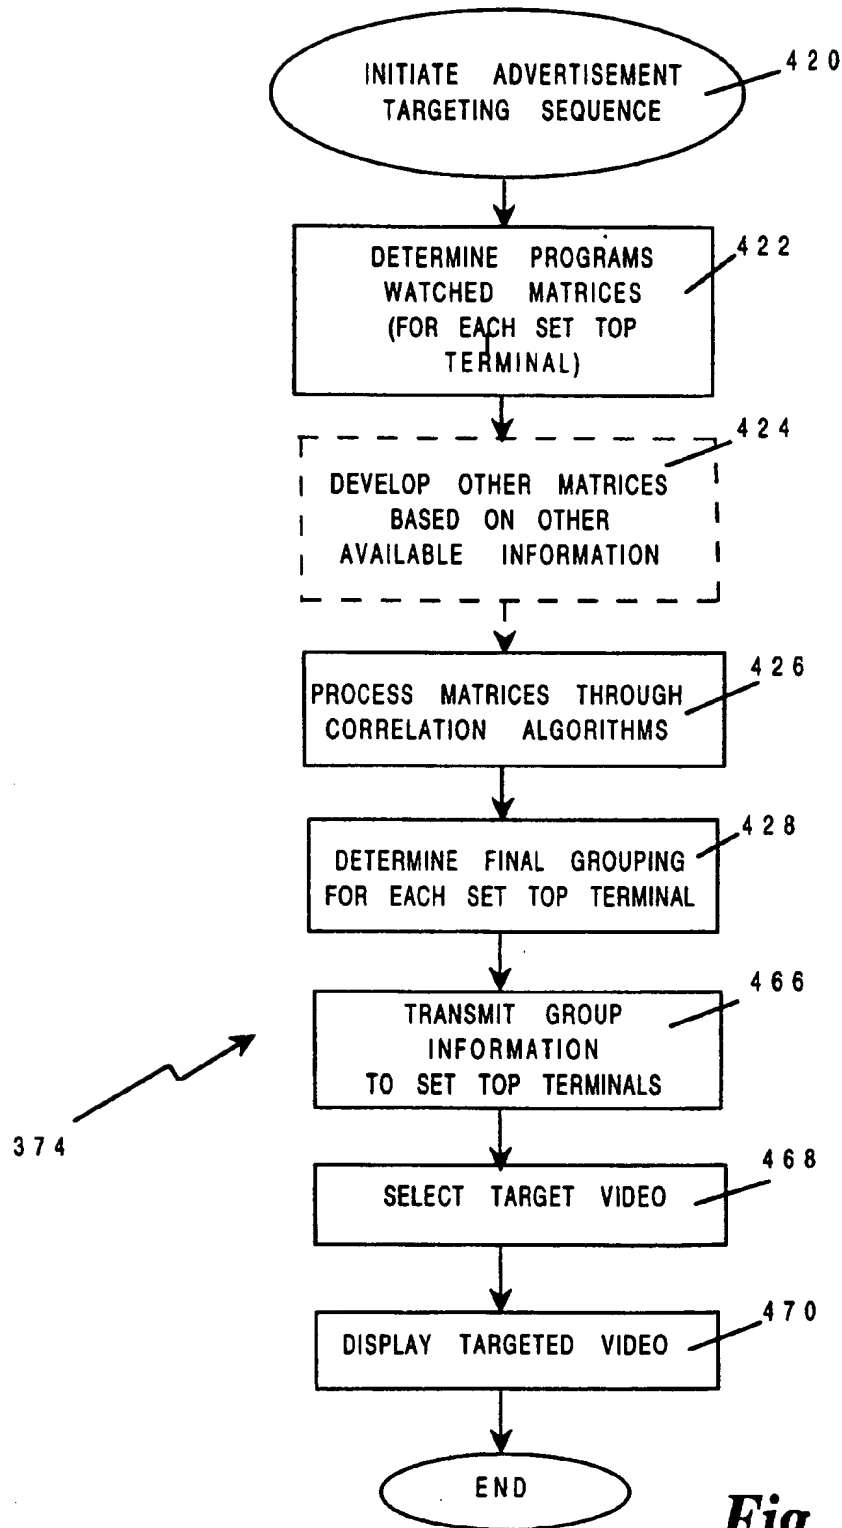 INITIATE ADVERTISEMENT
TARGETING SEQUENCE
420
DETERMINE PROGRAMS
WATCHED MATRICES
(FOR EACH SET TOP
TERMINAL)
422
DEVELOP OTHER MATRICES
BASED ON OTHER
AVAILABLE INFORMATION
424
PROCESS MATRICES THROUGH
CORRELATION ALGORITHMS
426
DETERMINE FINAL GROUPING
FOR EACH SET TOP TERMINAL
428
TRANSMIT GROUP
INFORMATION
TO SET TOP TERMINALS
466
374
SELECT TARGET VIDEO
468
DISPLAY TARGETED VIDEO
470
END
Fig